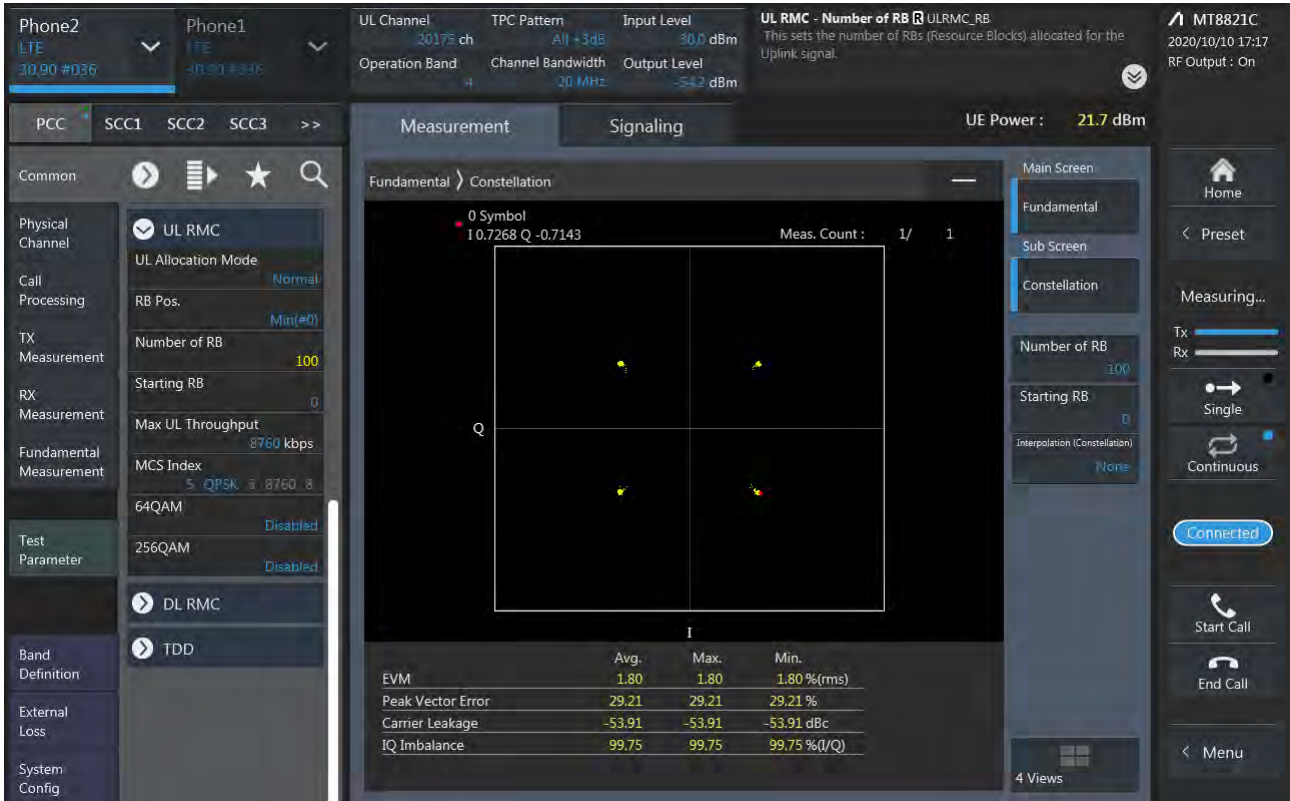 Phone2
LTE
30.90 #036
Phone1
LTE
30.90 #036
UL Channel
20175 ch
TPC Pattern
All +3dB
Input Level
30.0 dBm
Operation Band
4
Channel Bandwidth
20 MHz
Output Level
-54.2 dBm
UL RMC - Number of RB R ULRMC_RB
This sets the number of RBs (Resource Blocks) allocated for the
Uplink signal.
MT8821C
2020/10/10 17:17
RF Output : On
PCC SCC1 SCC2 SCC3 >>
Measurement Signaling
UE Power : 21.7 dBm
Common
Physical
Channel
Call
Processing
TX
Measurement
RX
Measurement
Fundamental
Measurement
Test
Parameter
Band
Definition
External
Loss
System
Config
UL RMC
UL Allocation Mode
Normal
RB Pos.
Min(#0)
Number of RB
100
Starting RB
0
Max UL Throughput
8760 kbps
MCS Index
5 QPSK 5 8760 8
64QAM
Disabled
256QAM
Disabled
DL RMC
TDD
Fundamental 〉 Constellation
0 Symbol
I 0.7268 Q -0.7143
Meas. Count : 1/ 1
Q
I
Avg. Max. Min.
EVM 1.80 1.80 1.80 %(rms)
Peak Vector Error 29.21 29.21 29.21 %
Carrier Leakage -53.91 -53.91 -53.91 dBc
IQ Imbalance 99.75 99.75 99.75 %(I/Q)
Main Screen
Fundamental
Sub Screen
Constellation
Number of RB
100
Starting RB
0
Interpolation (Constellation)
None
4 Views
Home
< Preset
Measuring...
Tx
Rx
Single
Continuous
Connected
Start Call
End Call
< Menu